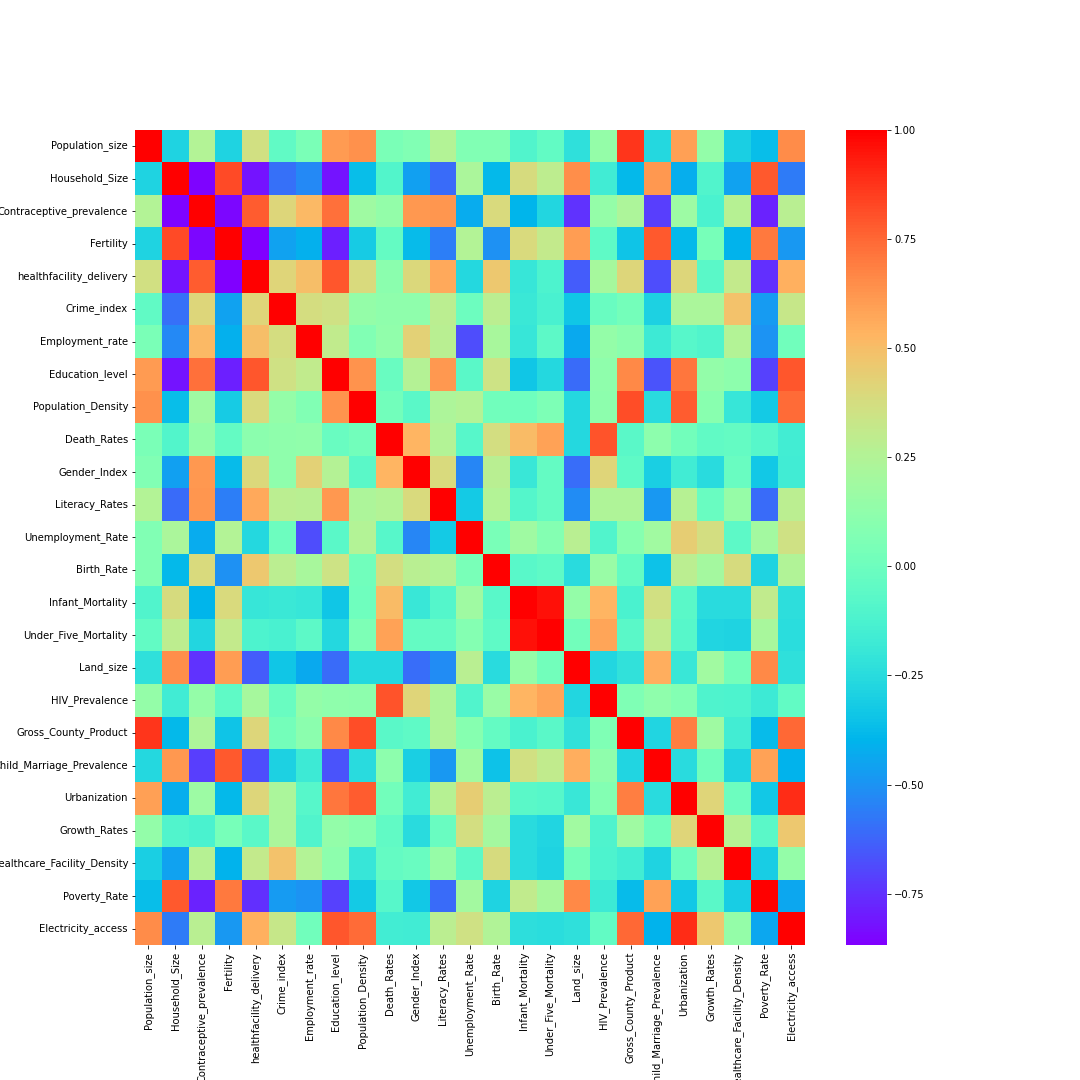 Population_size
Household_Size
Contraceptive_prevalence
Fertility
healthfacility_delivery
Crime_index
Employment_rate
Education_level
Population_Density
Death_Rates
Gender_Index
Literacy_Rates
Unemployment_Rate
Birth_Rate
Infant_Mortality
Under_Five_Mortality
Land_size
HIV_Prevalence
Gross_County_Product
hild_Marriage_Prevalence
Urbanization
Growth_Rates
ealthcare_Facility_Density
Poverty_Rate
Electricity_access
Population_size
Household_Size
Contraceptive_prevalence
Fertility
healthfacility_delivery
Crime_index
Employment_rate
Education_level
Population_Density
Death_Rates
Gender_Index
Literacy_Rates
Unemployment_Rate
Birth_Rate
Infant_Mortality
Under_Five_Mortality
Land_size
HIV_Prevalence
Gross_County_Product
hild_Marriage_Prevalence
Urbanization
Growth_Rates
ealthcare_Facility_Density
Poverty_Rate
Electricity_access
1.00
0.75
0.50
0.25
0.00
−0.25
−0.50
−0.75